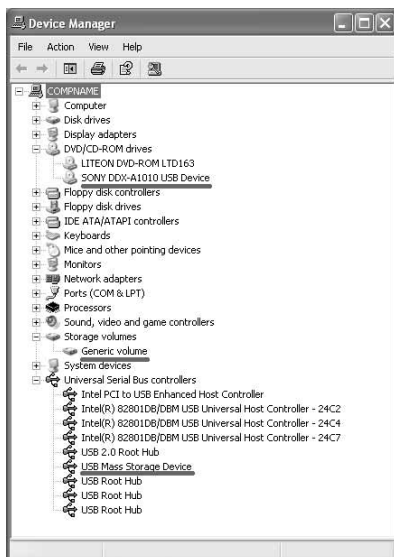 Device Manager
File Action View Help
COMPNAME
Computer
Disk drives
Display adapters
DVD/CD-ROM drives
LITEON DVD-ROM LTD163
SONY DDX-A1010 USB Device
Floppy disk controllers
Floppy disk drives
IDE ATA/ATAPI controllers
Keyboards
Mice and other pointing devices
Monitors
Network adapters
Ports (COM & LPT)
Processors
Sound, video and game controllers
Storage volumes
Generic volume
System devices
Universal Serial Bus controllers
Intel PCI to USB Enhanced Host Controller
Intel(R) 82801DB/DBM USB Universal Host Controller - 24C2
Intel(R) 82801DB/DBM USB Universal Host Controller - 24C4
Intel(R) 82801DB/DBM USB Universal Host Controller - 24C7
USB 2.0 Root Hub
USB Mass Storage Device
USB Root Hub
USB Root Hub
USB Root Hub